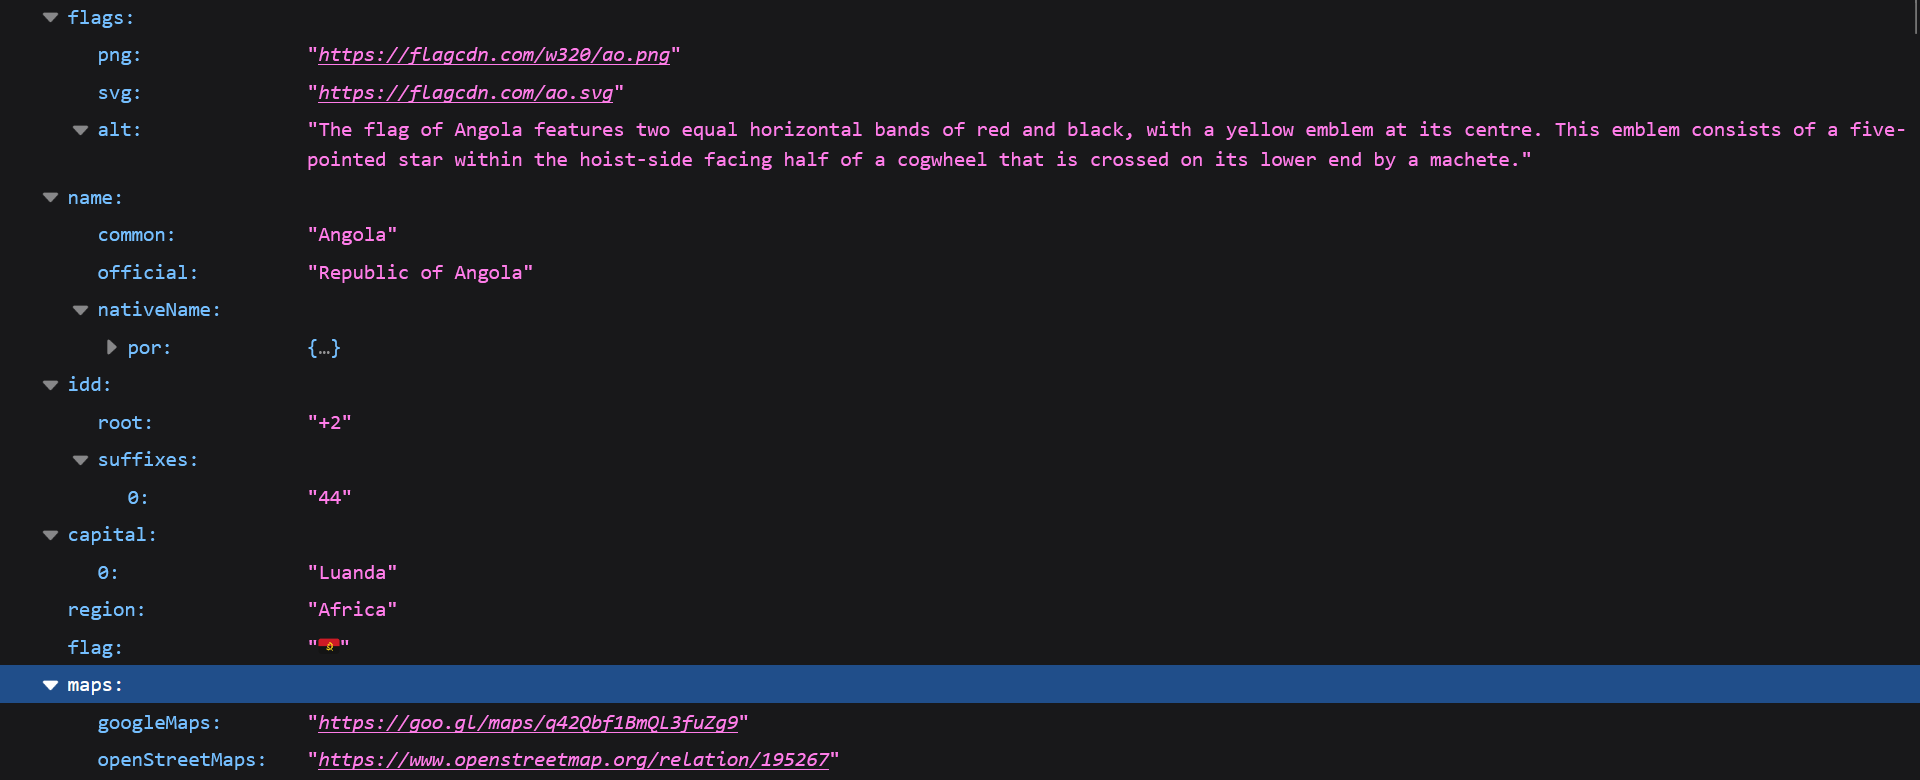 flags:
png: "https://flagcdn.com/w320/ao.png"
svg: "https://flagcdn.com/ao.svg"
alt: "The flag of Angola features two equal horizontal bands of red and black, with a yellow emblem at its centre. This emblem consists of a five-
pointed star within the hoist-side facing half of a cogwheel that is crossed on its lower end by a machete."
name:
common: "Angola"
official: "Republic of Angola"
nativeName:
por: {…}
idd:
root: "+2"
suffixes:
0: "44"
capital:
0: "Luanda"
region: "Africa"
flag: "🇦🇴"
maps:
googleMaps: "https://goo.gl/maps/q42Qbf1BmQL3fuZg9"
openStreetMaps: "https://www.openstreetmap.org/relation/195267"